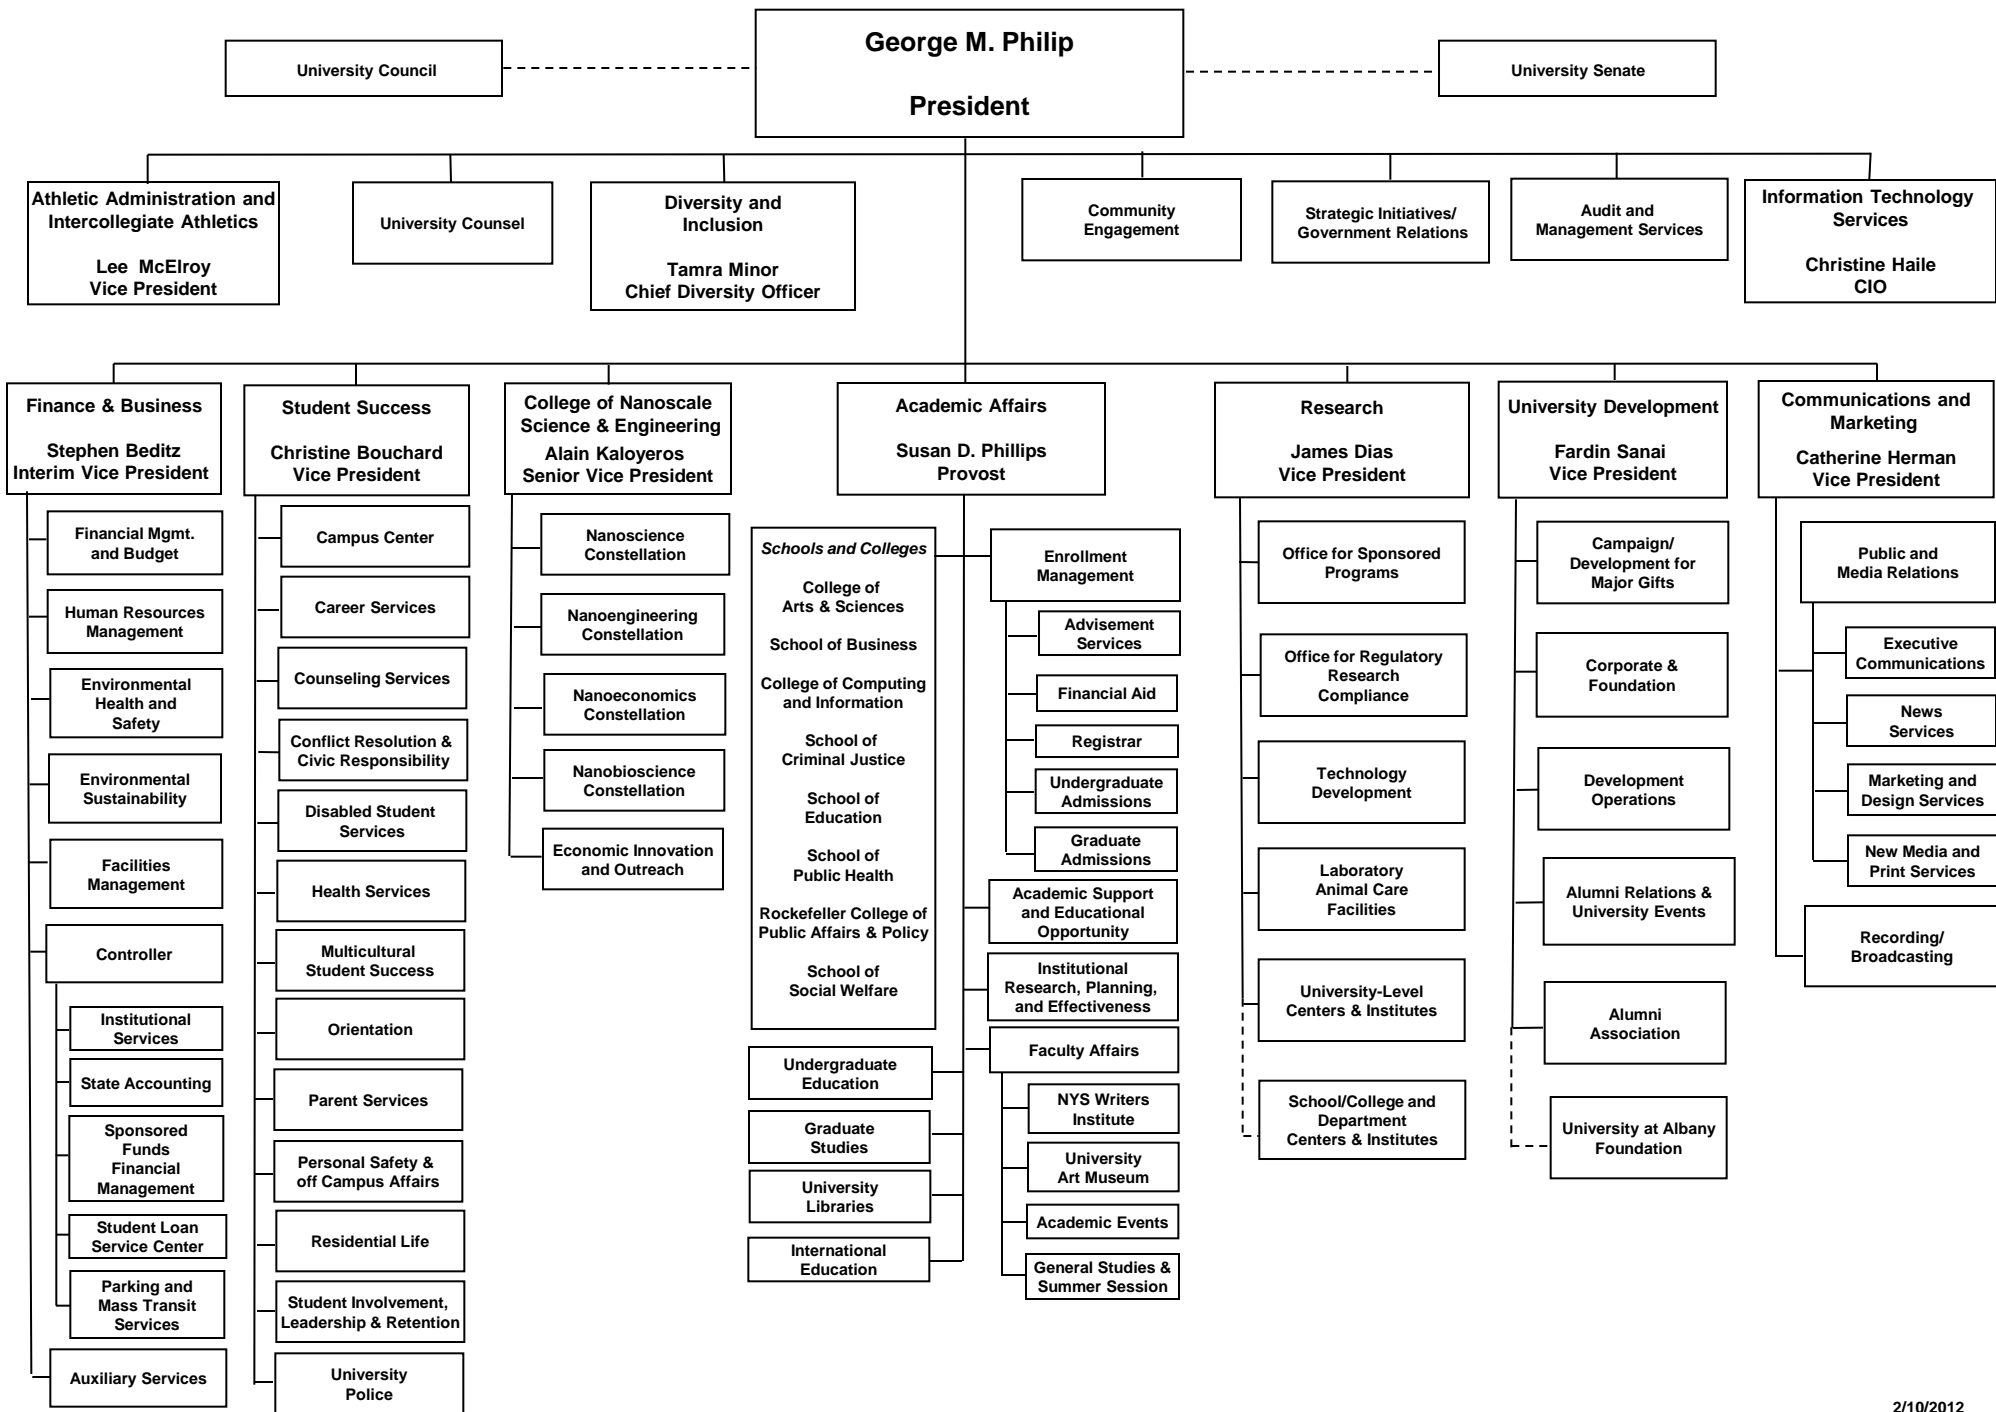 George M. Philip
President
University Council
University Senate
Athletic Administration and
Intercollegiate Athletics
Lee McElroy
Vice President
University Counsel
Diversity and
Inclusion
Tamra Minor
Chief Diversity Officer
Community
Engagement
Strategic Initiatives/
Government Relations
Audit and
Management Services
Information Technology
Services
Christine Haile
CIO
Finance & Business
Stephen Beditz
Interim Vice President
Financial Mgmt.
and Budget
Human Resources
Management
Environmental
Health and
Safety
Environmental
Sustainability
Facilities
Management
Controller
Institutional
Services
State Accounting
Sponsored
Funds
Financial
Management
Student Loan
Service Center
Parking and
Mass Transit
Services
Auxiliary Services
Student Success
Christine Bouchard
Vice President
Campus Center
Career Services
Counseling Services
Conflict Resolution &
Civic Responsibility
Disabled Student
Services
Health Services
Multicultural
Student Success
Orientation
Parent Services
Personal Safety &
off Campus Affairs
Residential Life
Student Involvement,
Leadership & Retention
University
Police
College of Nanoscale
Science & Engineering
Alain Kaloyeros
Senior Vice President
Nanoscience
Constellation
Nanoengineering
Constellation
Nanoeconomics
Constellation
Nanobioscience
Constellation
Economic Innovation
and Outreach
Academic Affairs
Susan D. Phillips
Provost
Schools and Colleges
College of
Arts & Sciences
School of Business
College of Computing
and Information
School of
Criminal Justice
School of
Education
School of
Public Health
Rockefeller College of
Public Affairs & Policy
School of
Social Welfare
Undergraduate
Education
Graduate
Studies
University
Libraries
International
Education
Enrollment
Management
Advisement
Services
Financial Aid
Registrar
Undergraduate
Admissions
Graduate
Admissions
Academic Support
and Educational
Opportunity
Institutional
Research, Planning,
and Effectiveness
Faculty Affairs
NYS Writers
Institute
University
Art Museum
Academic Events
General Studies &
Summer Session
Research
James Dias
Vice President
Office for Sponsored
Programs
Office for Regulatory
Research
Compliance
Technology
Development
Laboratory
Animal Care
Facilities
University-Level
Centers & Institutes
School/College and
Department
Centers & Institutes
University Development
Fardin Sanai
Vice President
Campaign/
Development for
Major Gifts
Corporate &
Foundation
Development
Operations
Alumni Relations &
University Events
Alumni
Association
University at Albany
Foundation
Communications and
Marketing
Catherine Herman
Vice President
Public and
Media Relations
Executive
Communications
News
Services
Marketing and
Design Services
New Media and
Print Services
Recording/
Broadcasting
2/10/2012